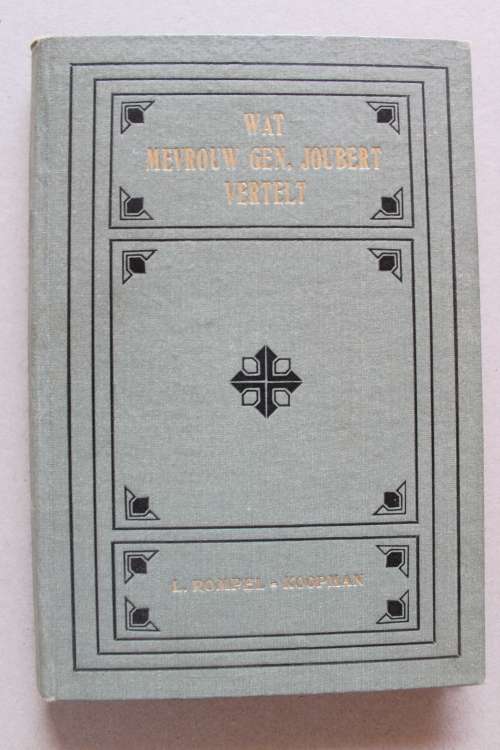 WAT
MEVROUW GEN. JOUBERT
VERTELT
L. ROMPEL - KOOPMAN